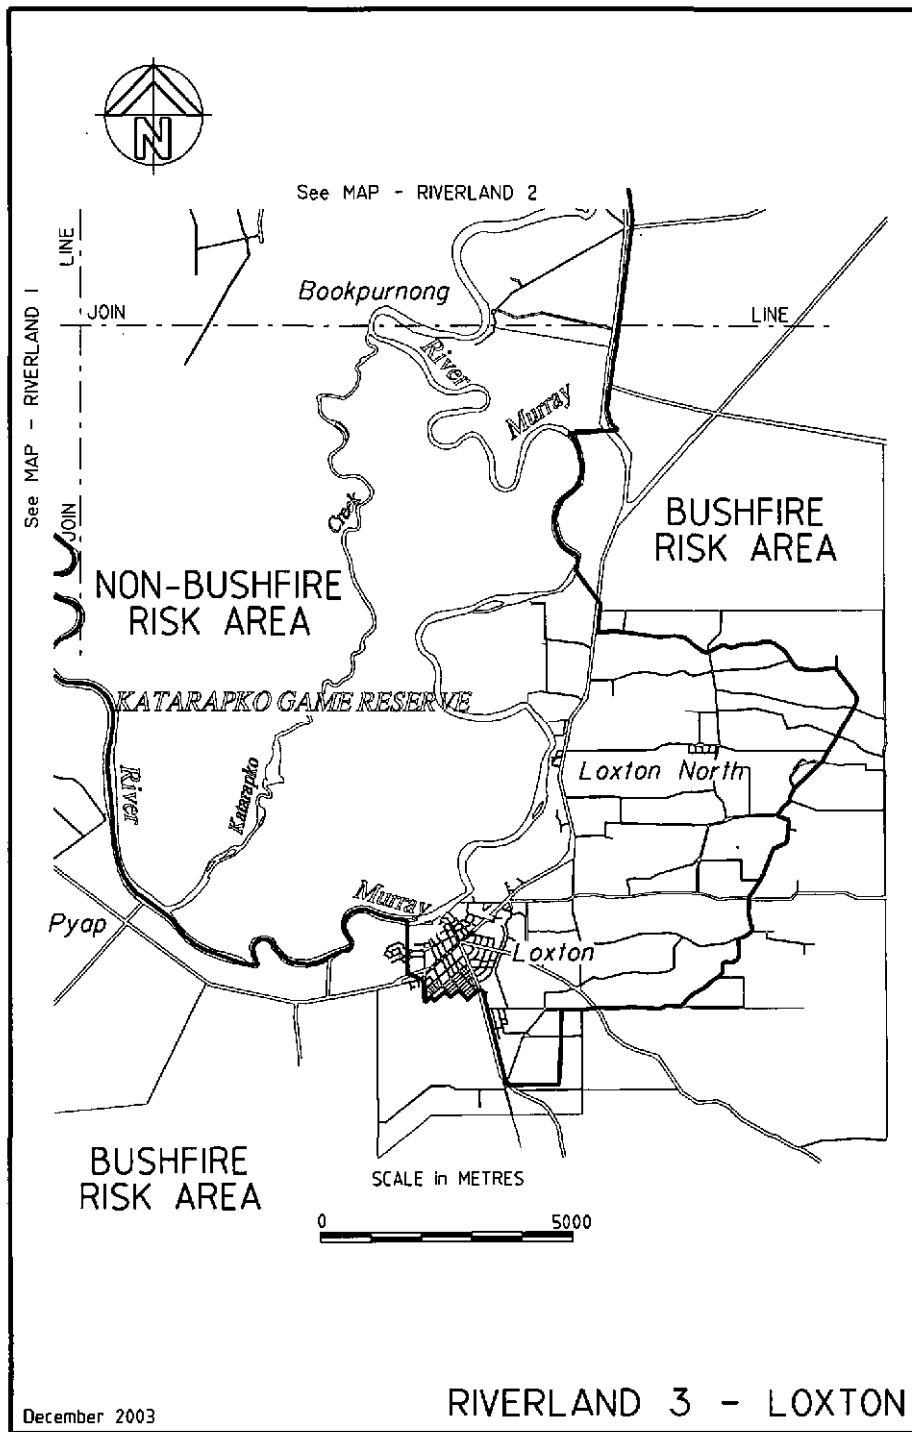 N
See MAP - RIVERLAND 2
LINE
See MAP - RIVERLAND 1
Bookpurnong
JOIN
LINE
River
Murray
JOIN
Creek
BUSHFIRE
RISK AREA
NON-BUSHFIRE
RISK AREA
KATARAPKO GAME RESERVE
River
Katarapko
Loxton North
Murray
Pyap
Loxton
BUSHFIRE
RISK AREA
SCALE in METRES
0 5000
December 2003
RIVERLAND 3 - LOXTON